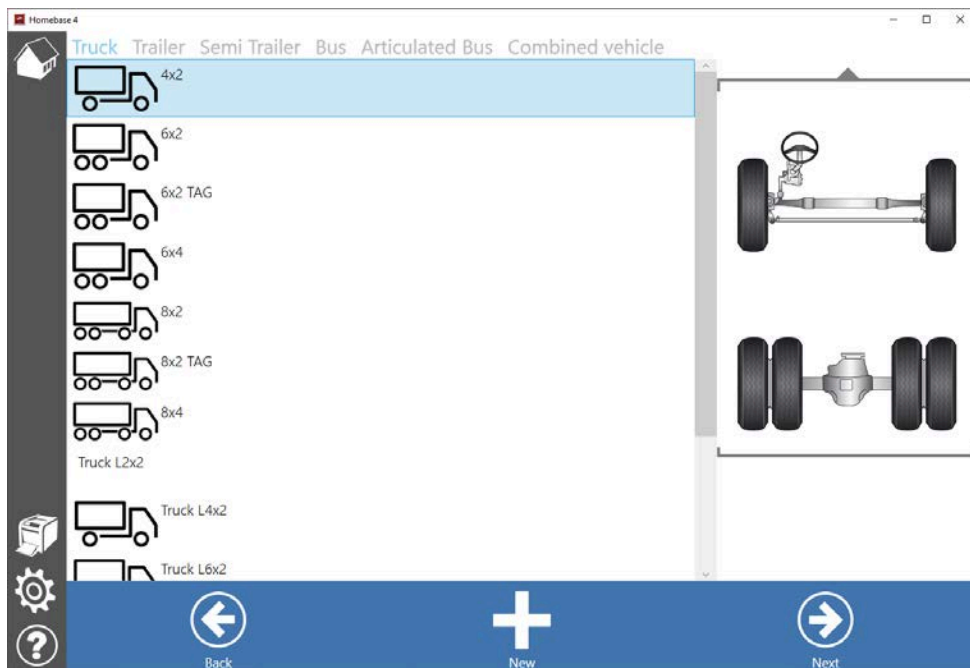 Homebase 4
Truck Trailer Semi Trailer Bus Articulated Bus Combined vehicle
4x2
6x2
6x2 TAG
6x4
8x2
8x2 TAG
8x4
Truck L2x2
Truck L4x2
Truck L6x2
Back New Next